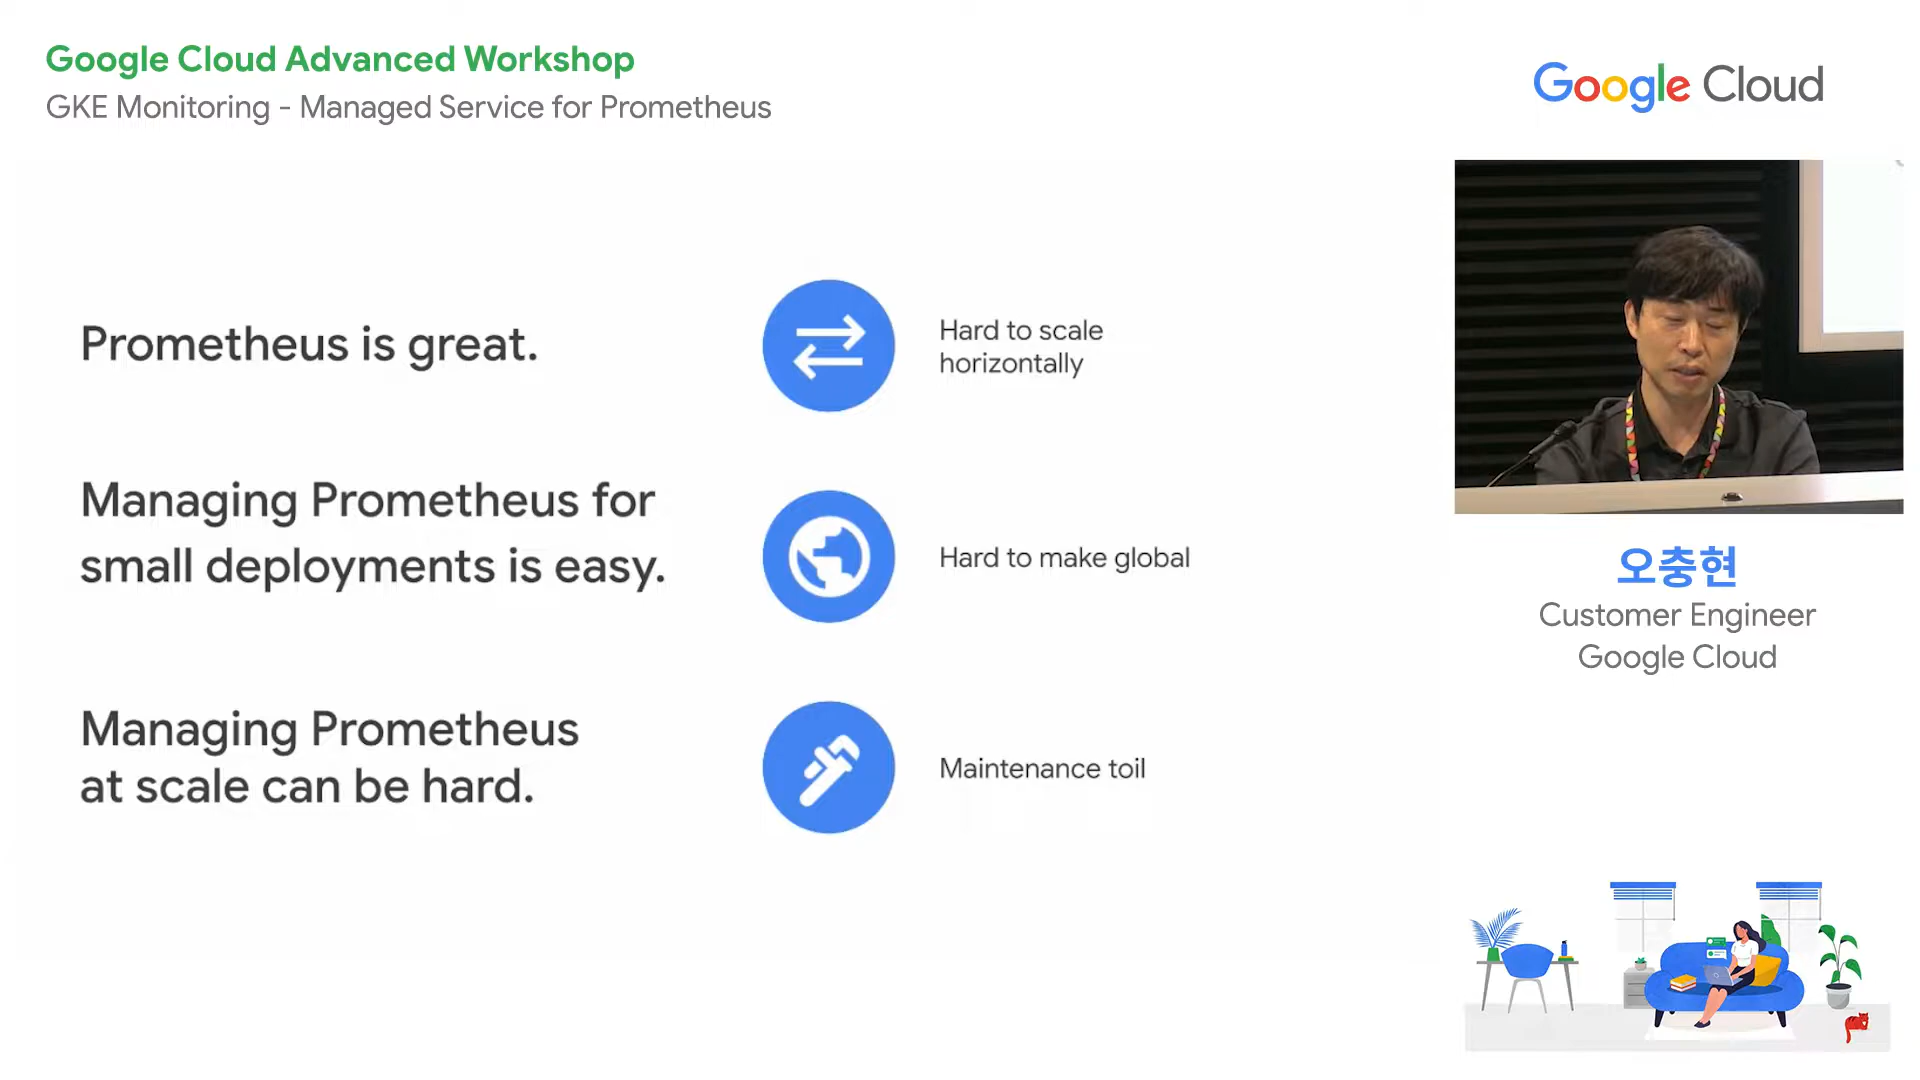 Google Cloud Advanced Workshop
GKE Monitoring - Managed Service for Prometheus
Google Cloud
Prometheus is great.
Hard to scale
horizontally
Managing Prometheus for
small deployments is easy.
Hard to make global
Managing Prometheus
at scale can be hard.
Maintenance toil
오충현
Customer Engineer
Google Cloud